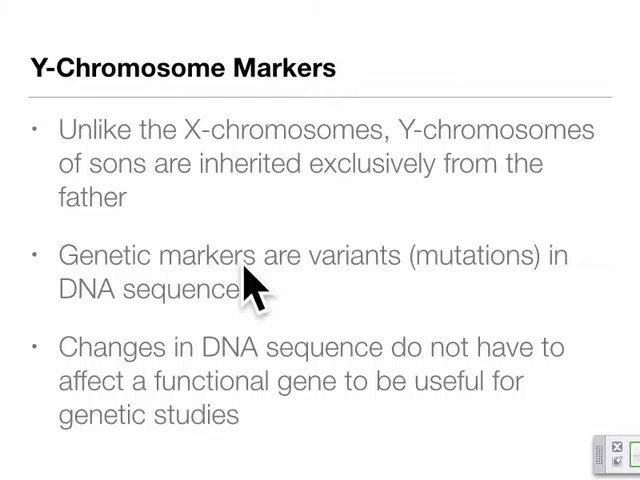 Y-Chromosome Markers
• Unlike the X-chromosomes, Y-chromosomes
of sons are inherited exclusively from the
father
• Genetic markers are variants (mutations) in
DNA sequence
• Changes in DNA sequence do not have to
affect a functional gene to be useful for
genetic studies